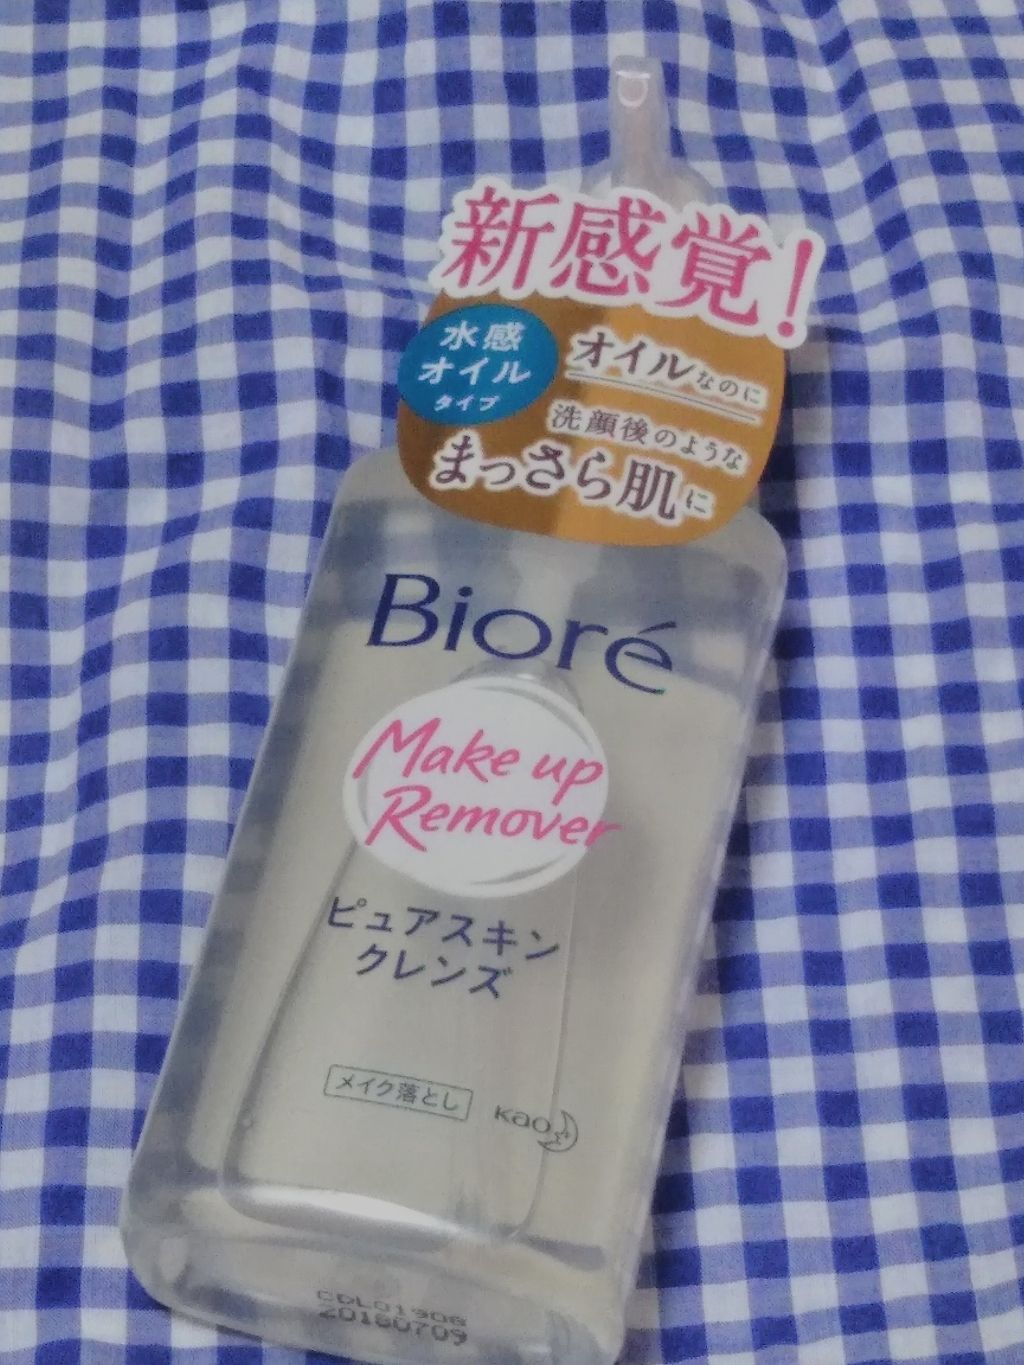 新感覚!
水感
オイル
タイプ
オイルなのに
洗顔後のような
まっさら肌に
Bioré
Make up
Remover
ピュアスキン
クレンズ
メイク落とし
Kao
20180709